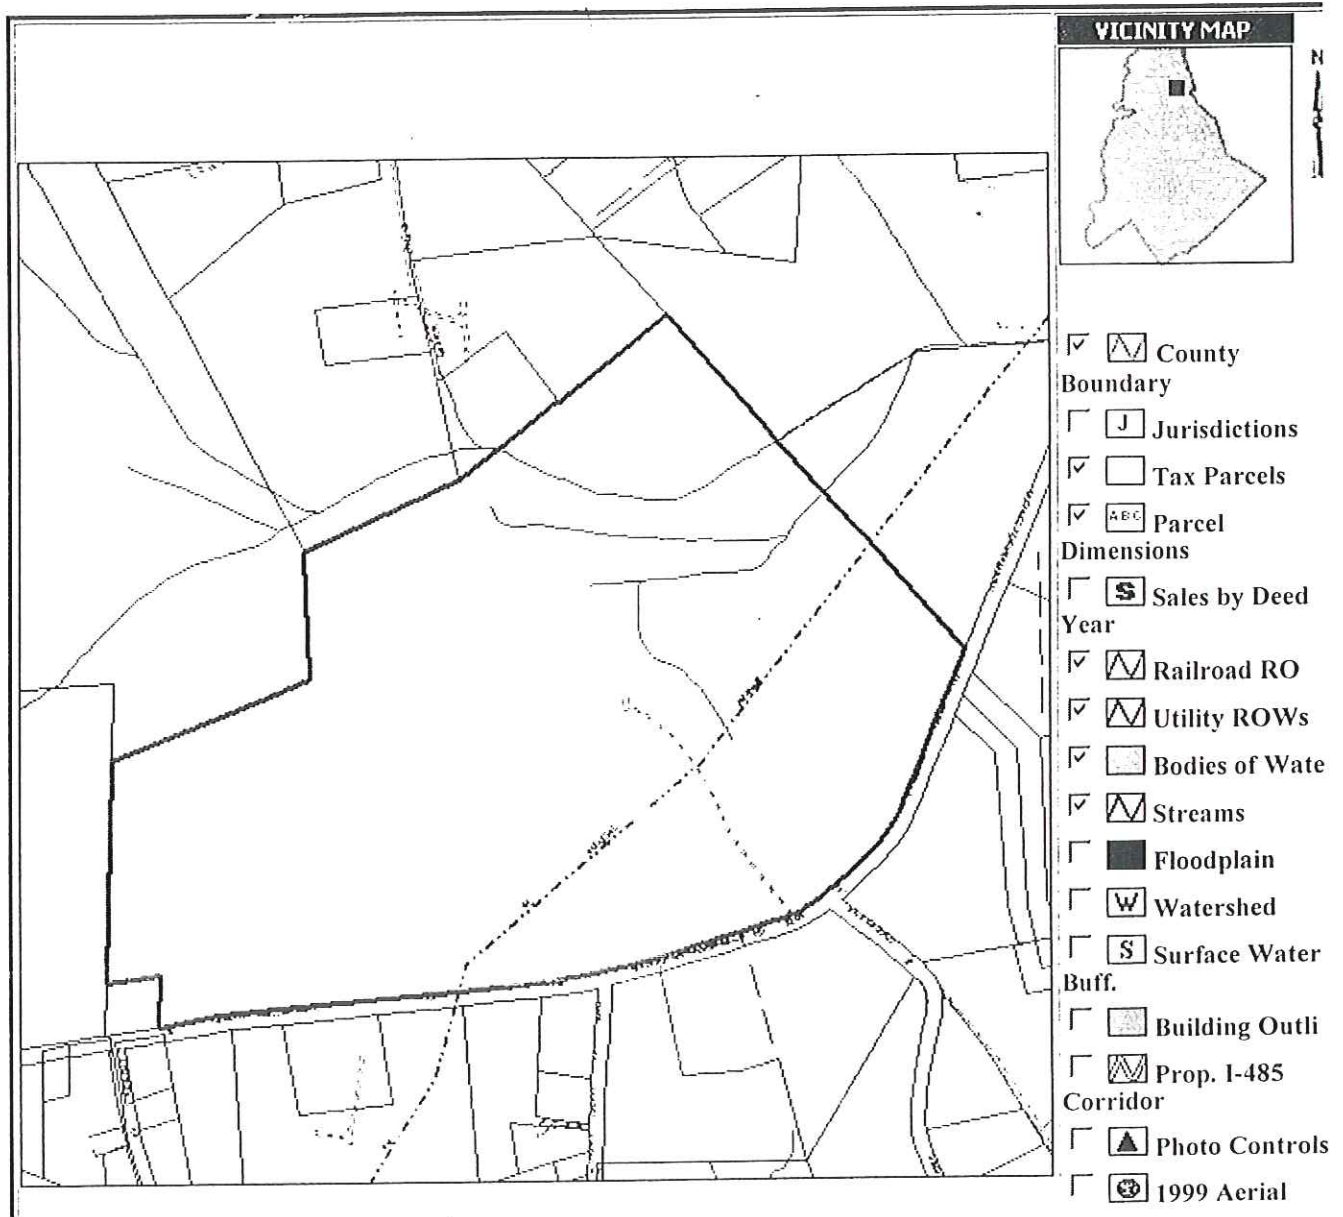 VICINITY MAP
N
County
Boundary
J Jurisdictions
Tax Parcels
ABC Parcel
Dimensions
S Sales by Deed
Year
Railroad RO
Utility ROWs
Bodies of Wate
Streams
Floodplain
W Watershed
S Surface Water
Buff.
Building Outli
Prop. I-485
Corridor
Photo Controls
1999 Aerial